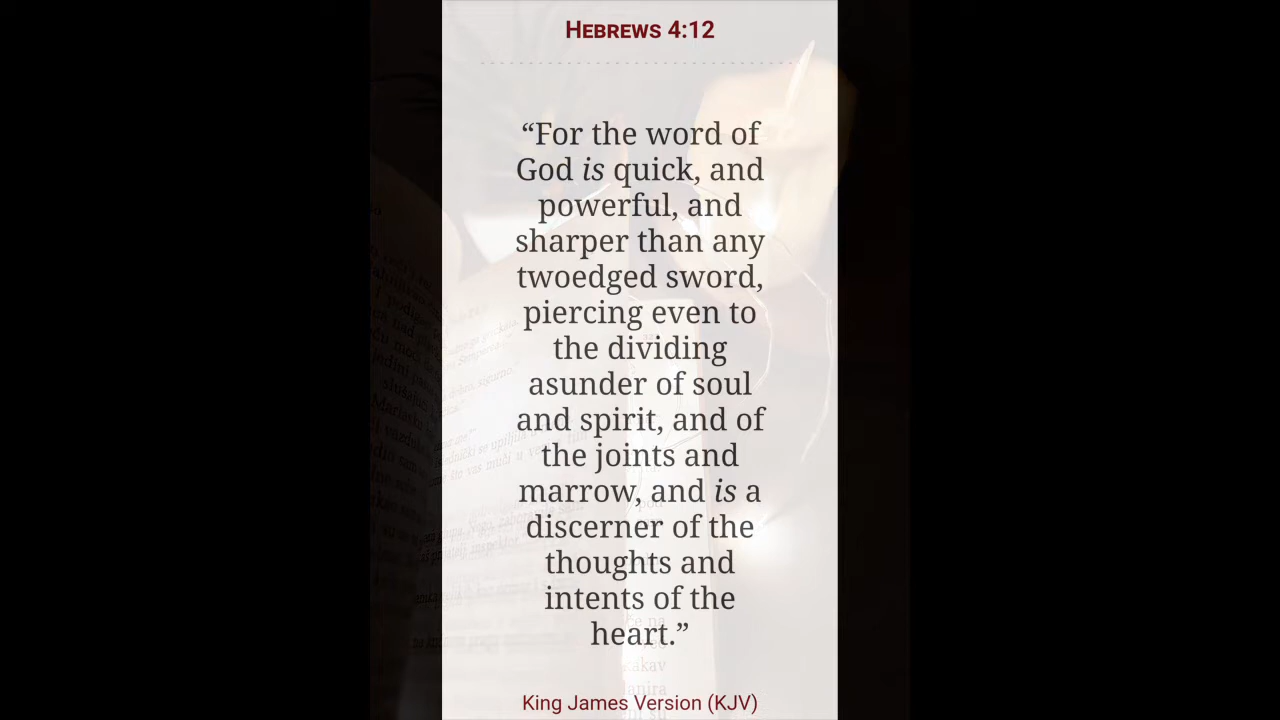 Hebrews 4:12
“For the word of
God is quick, and
powerful, and
sharper than any
twoedged sword,
piercing even to
the dividing
asunder of soul
and spirit, and of
the joints and
marrow, and is a
discerner of the
thoughts and
intents of the
heart.”
King James Version (KJV)